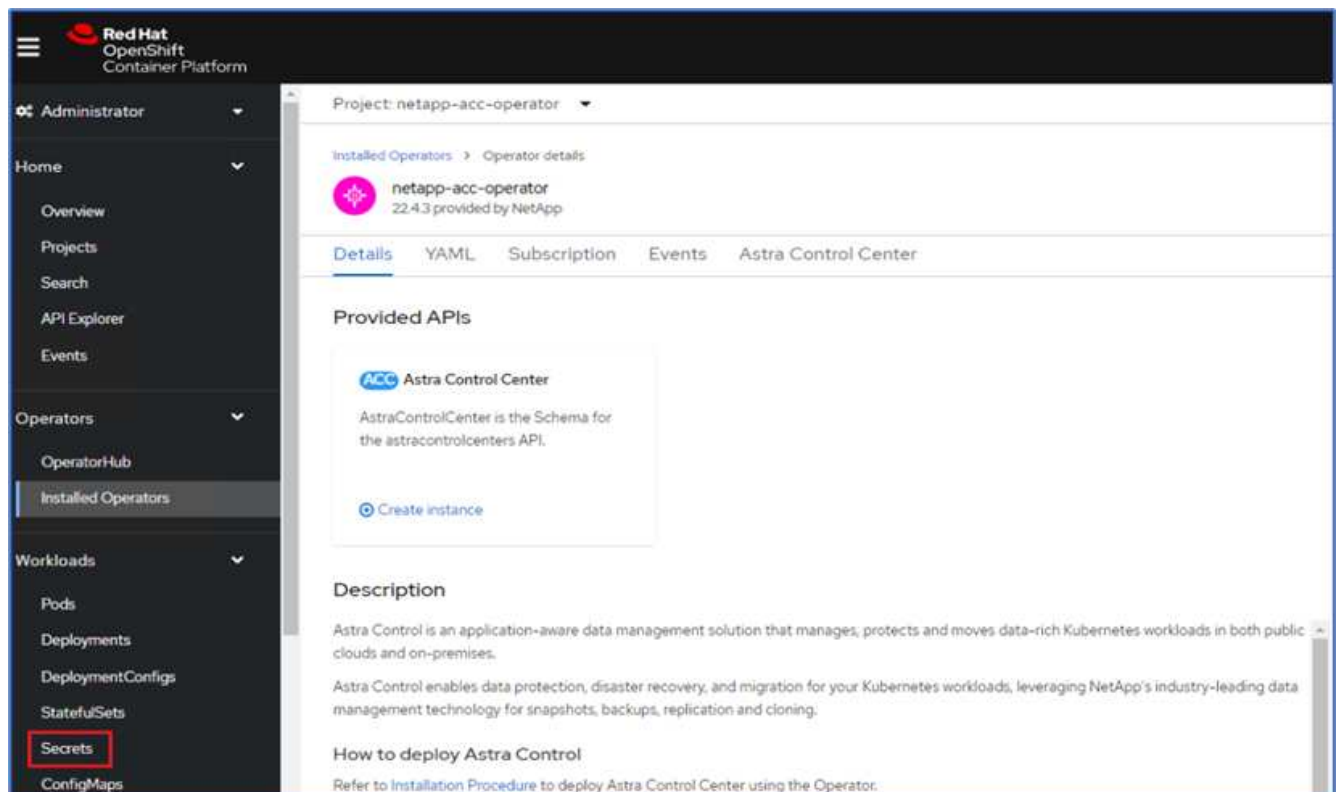 Red Hat
OpenShift
Container Platform
Administrator
Home
Overview
Projects
Search
API Explorer
Events
Operators
OperatorHub
Installed Operators
Workloads
Pods
Deployments
DeploymentConfigs
StatefulSets
Secrets
ConfigMaps
Project: netapp-acc-operator
Installed Operators > Operator details
netapp-acc-operator
22.4.3 provided by NetApp
Details YAML Subscription Events Astra Control Center
Provided APIs
ACC Astra Control Center
AstraControlCenter is the Schema for
the astracontrolcenters API.
Create instance
Description
Astra Control is an application-aware data management solution that manages, protects and moves data-rich Kubernetes workloads in both public
clouds and on-premises.
Astra Control enables data protection, disaster recovery, and migration for your Kubernetes workloads, leveraging NetApp's industry-leading data
management technology for snapshots, backups, replication and cloning.
How to deploy Astra Control
Refer to Installation Procedure to deploy Astra Control Center using the Operator.